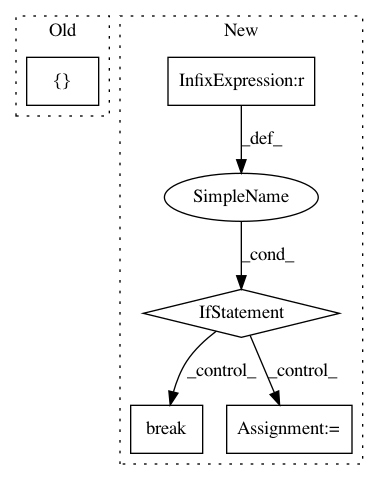 Old
New
{}
InfixExpression:r
_def_
SimpleName
_cond_
IfStatement
_control_
_control_
break
Assignment:=